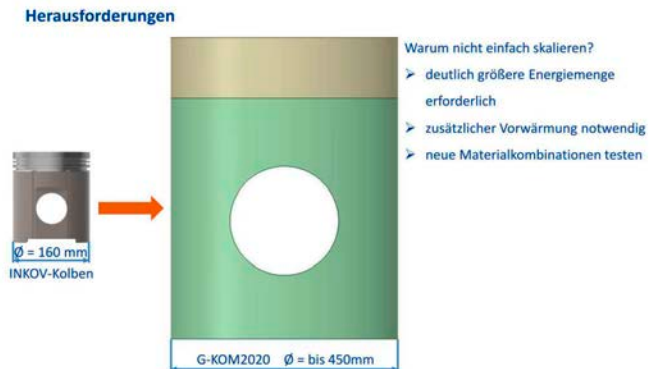 Herausforderungen
Warum nicht einfach skalieren?
➢ deutlich größere Energiemenge
erforderlich
➢ zusätzlicher Vorwärmung notwendig
➢ neue Materialkombinationen testen
Ø = 160 mm
INKOV-Kolben
G-KOM2020 Ø = bis 450mm